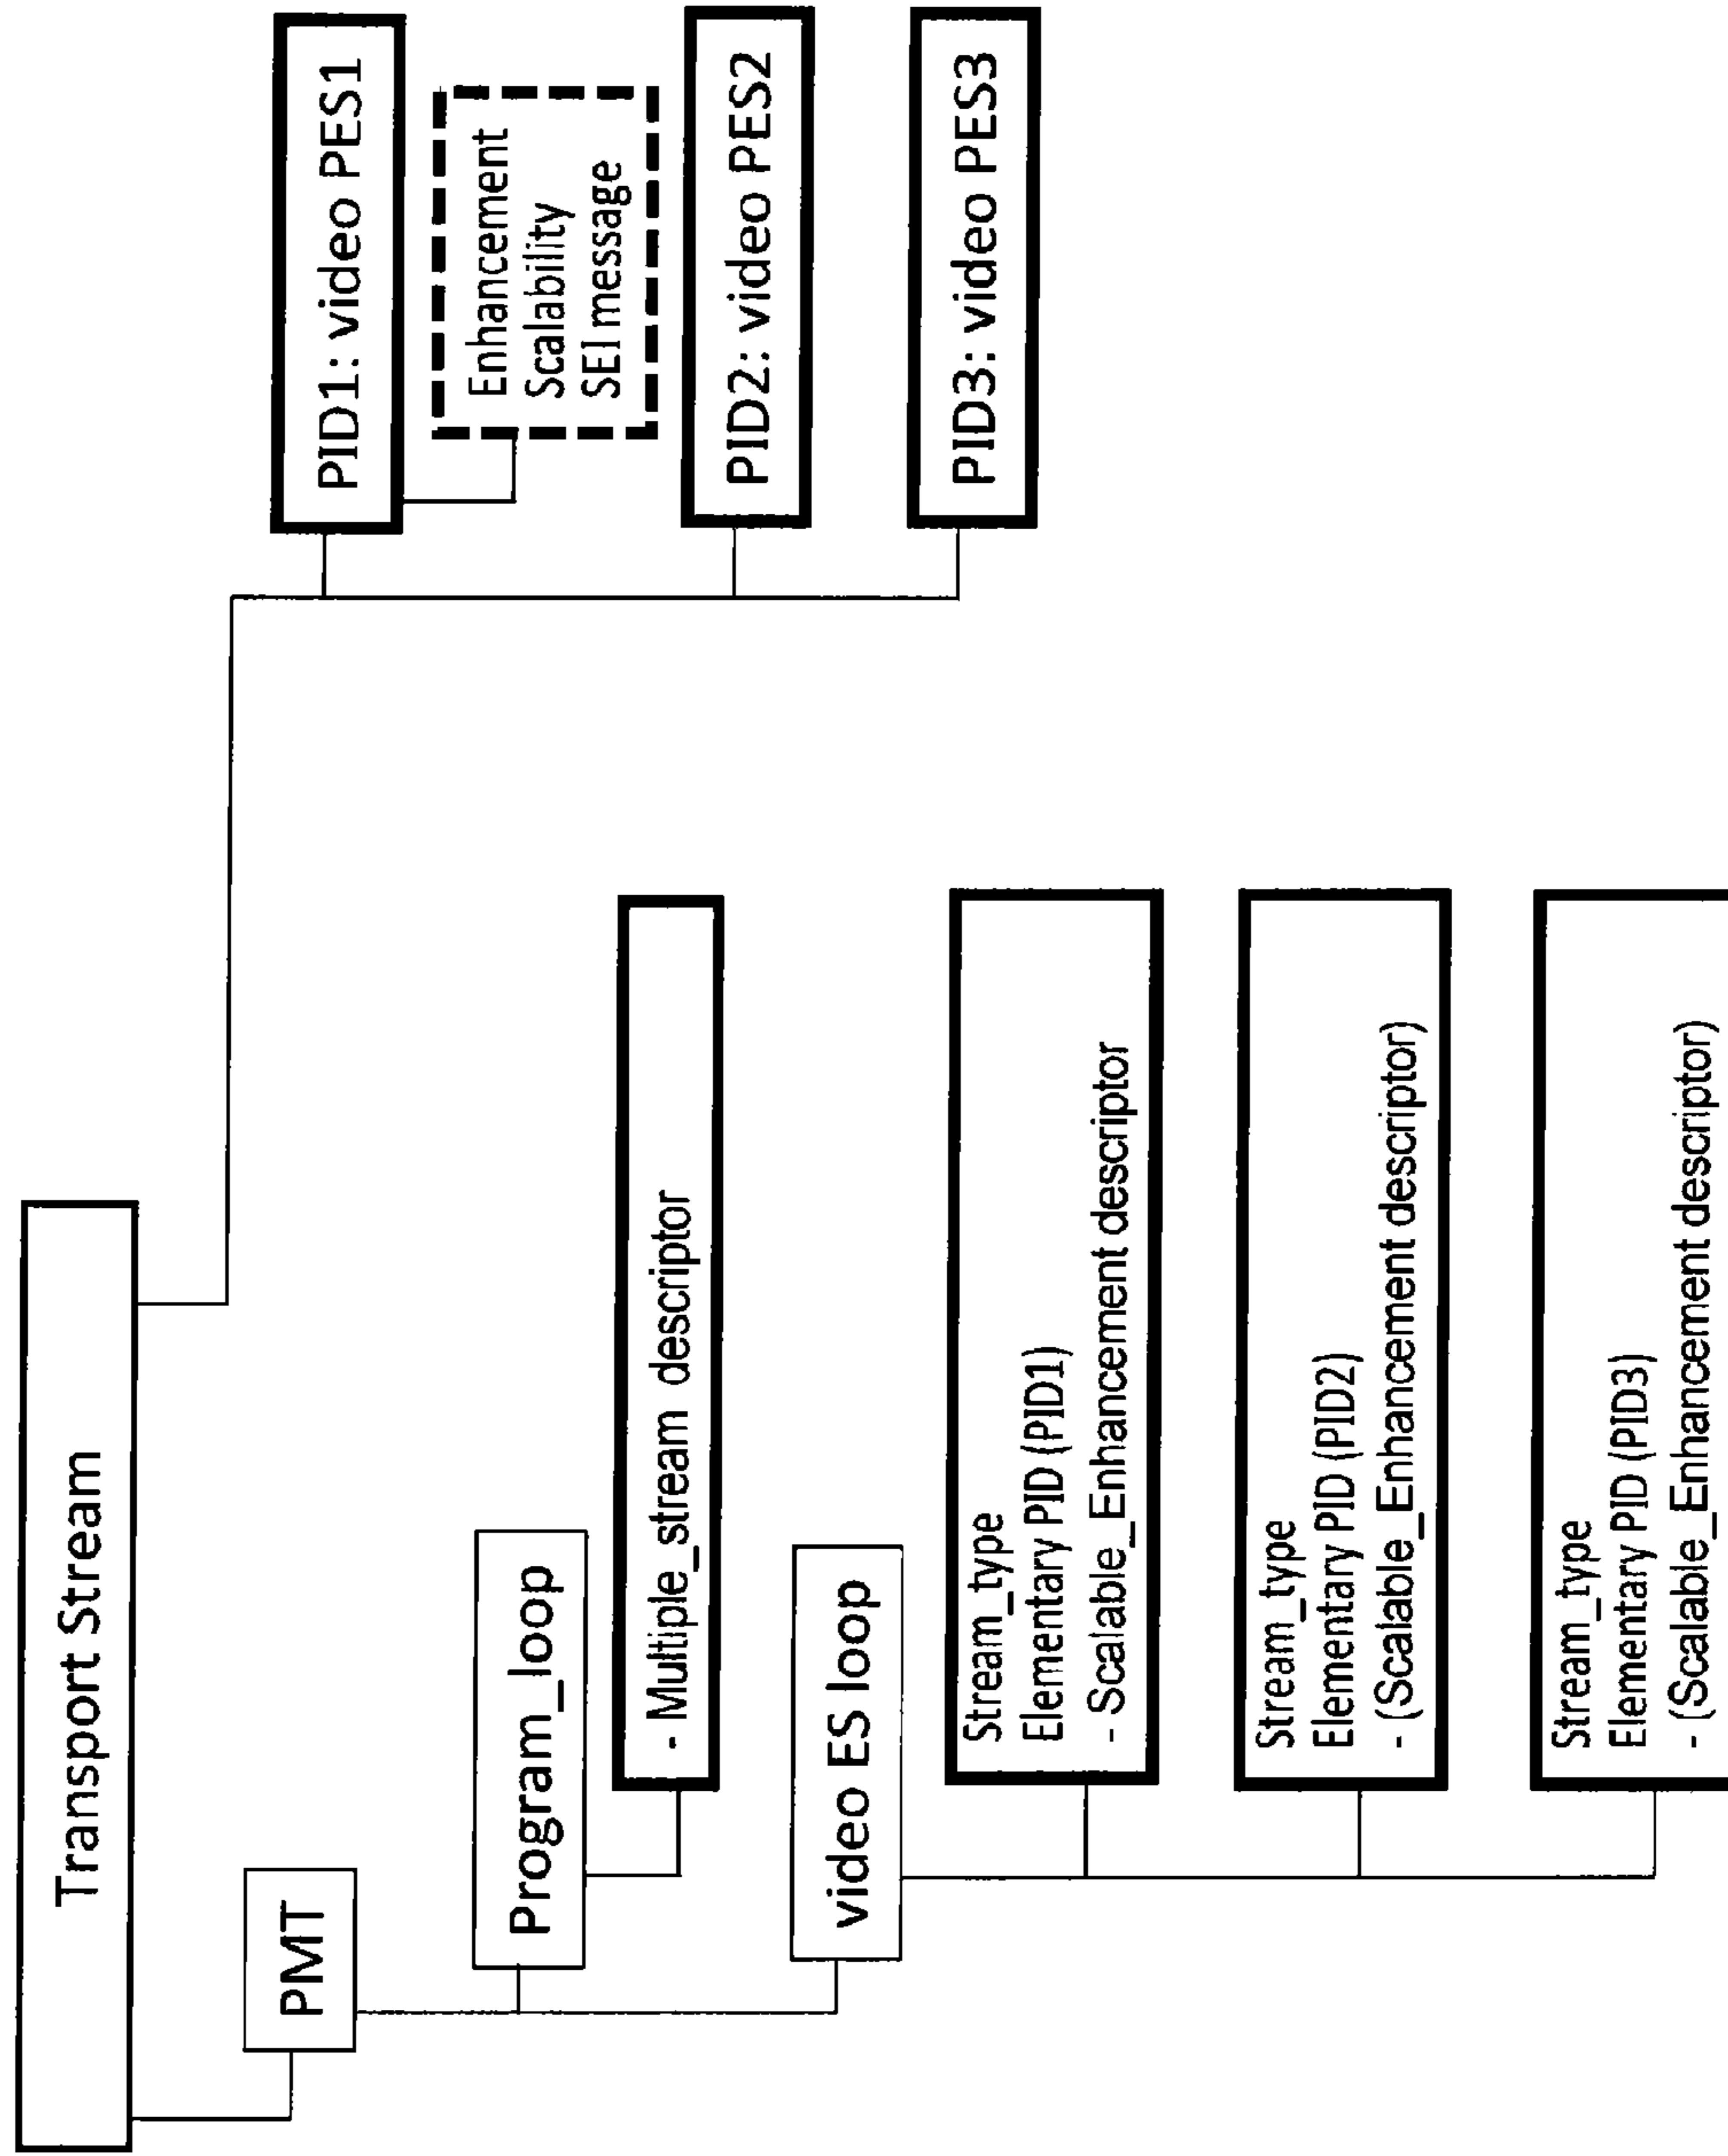 Transport Stream
PMT
Program_loop
- Multiple_stream descriptor
video ES loop
Stream_type
Elementary PID (PID1)
- Scalable_Enhancement descriptor
Stream_type
Elementary PID (PID2)
- (Scalable_Enhancement descriptor)
Stream_type
Elementary PID (PID3)
- (Scalable_Enhancement descriptor)
PID1: video PES1
Enhancement
Scalability
SEI message
PID2: video PES2
PID3: video PES3